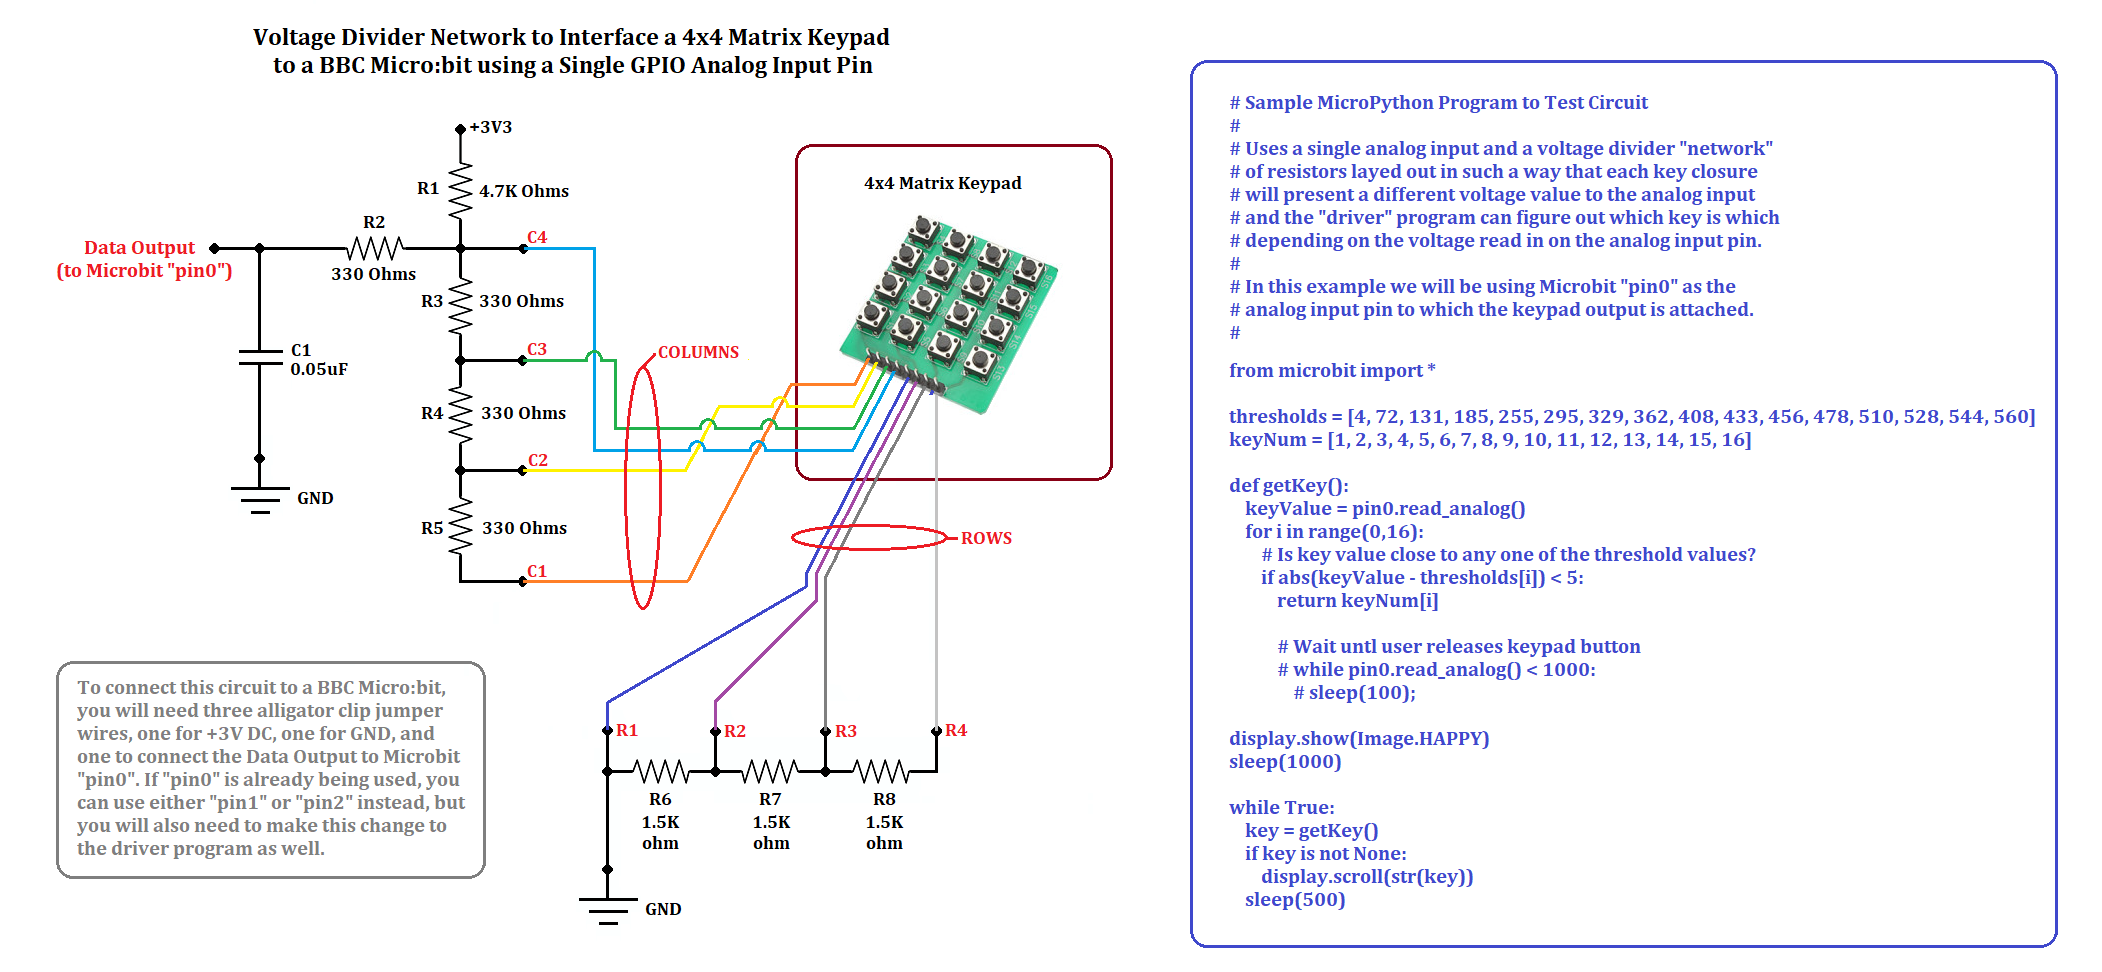 Voltage Divider Network to Interface a 4x4 Matrix Keypad
to a BBC Micro:bit using a Single GPIO Analog Input Pin
+3V3
R1
4.7K Ohms
R2
330 Ohms
Data Output
(to Microbit "pin0")
C4
R3
330 Ohms
C1
0.05uF
C3
COLUMNS
R4
330 Ohms
C2
GND
R5
330 Ohms
C1
4x4 Matrix Keypad
ROWS
R1
R2
R3
R4
R6
1.5K
ohm
R7
1.5K
ohm
R8
1.5K
ohm
GND
To connect this circuit to a BBC Micro:bit,
you will need three alligator clip jumper
wires, one for +3V DC, one for GND, and
one to connect the Data Output to Microbit
"pin0". If "pin0" is already being used, you
can use either "pin1" or "pin2" instead, but
you will also need to make this change to
the driver program as well.
# Sample MicroPython Program to Test Circuit
#
# Uses a single analog input and a voltage divider "network"
# of resistors layed out in such a way that each key closure
# will present a different voltage value to the analog input
# and the "driver" program can figure out which key is which
# depending on the voltage read in on the analog input pin.
#
# In this example we will be using Microbit "pin0" as the
# analog input pin to which the keypad output is attached.
#
from microbit import *
thresholds = [4, 72, 131, 185, 255, 295, 329, 362, 408, 433, 456, 478, 510, 528, 544, 560]
keyNum = [1, 2, 3, 4, 5, 6, 7, 8, 9, 10, 11, 12, 13, 14, 15, 16]
def getKey():
keyValue = pin0.read_analog()
for i in range(0,16):
# Is key value close to any one of the threshold values?
if abs(keyValue - thresholds[i]) < 5:
return keyNum[i]
# Wait untl user releases keypad button
# while pin0.read_analog() < 1000:
# sleep(100);
display.show(Image.HAPPY)
sleep(1000)
while True:
key = getKey()
if key is not None:
display.scroll(str(key))
sleep(500)